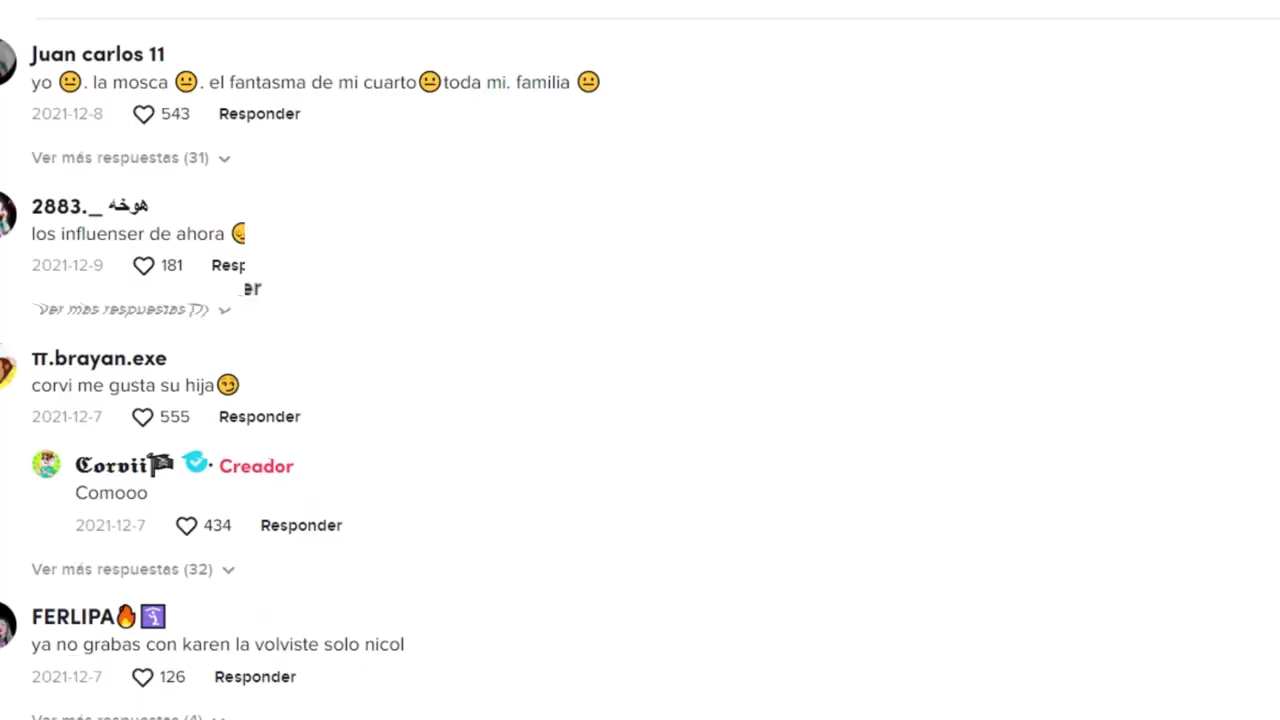 Juan carlos 11
yo 😐. la mosca 😐. el fantasma de mi cuarto😐toda mi. familia 😐
2021-12-8 543 Responder
Ver más respuestas (31)
2883._ هوخه
los influenser de ahora
2021-12-9 181 Resp
er
Ver más respuestas
π.brayan.exe
corvi me gusta su hija😏
2021-12-7 555 Responder
𝕮𝖔𝖗𝖛𝖎𝖎🏴‍☠️ · Creador
Comooo
2021-12-7 434 Responder
Ver más respuestas (32)
FERLIPA🔥🛐
ya no grabas con karen la volviste solo nicol
2021-12-7 126 Responder
Ver más respuestas (4)